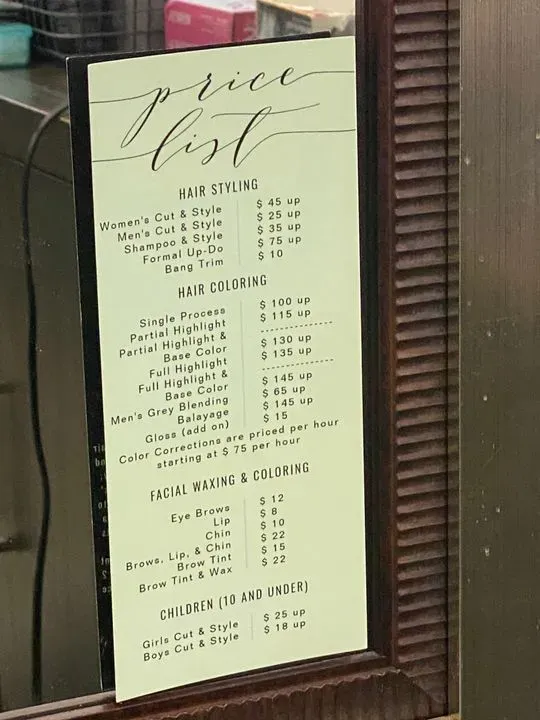 price
list
HAIR STYLING
Women's Cut & Style $ 45 up
Men's Cut & Style $ 25 up
Shampoo & Style $ 35 up
Formal Up-Do $ 75 up
Bang Trim $ 10
HAIR COLORING
Single Process $ 100 up
Partial Highlight $ 115 up
Partial Highlight & ------------
Base Color $ 130 up
Full Highlight $ 135 up
Full Highlight & ------------
Base Color $ 145 up
Men's Grey Blending $ 65 up
Balayage $ 145 up
Gloss (add on) $ 15
Color Corrections are priced per hour
starting at $ 75 per hour
FACIAL WAXING & COLORING
Eye Brows $ 12
Lip $ 8
Chin $ 10
Brows, Lip, & Chin $ 22
Brow Tint $ 15
Brow Tint & Wax $ 22
CHILDREN (10 AND UNDER)
Girls Cut & Style $ 25 up
Boys Cut & Style $ 18 up